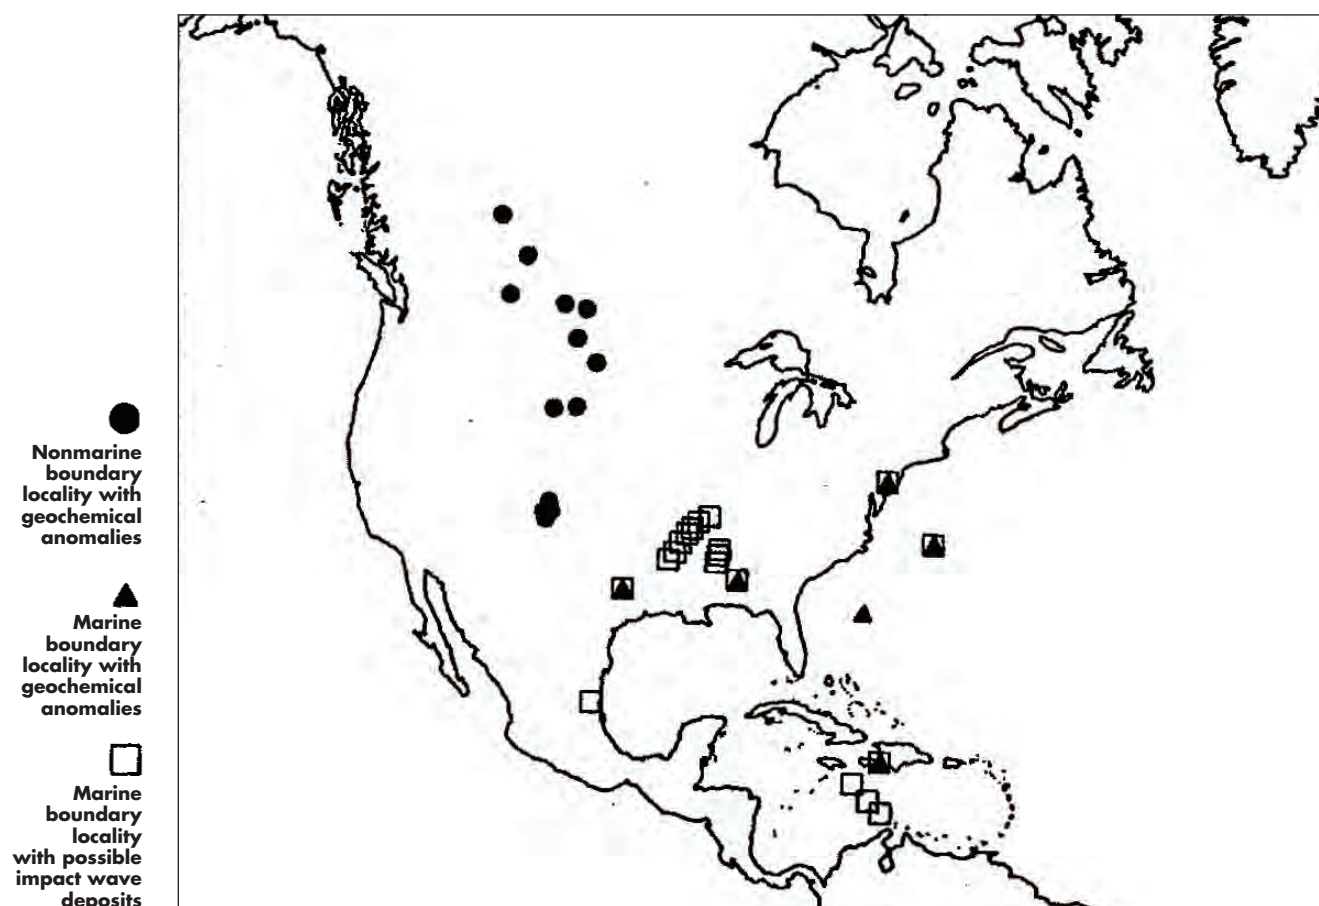 Nonmarine
boundary
locality with
geochemical
anomalies
Marine
boundary
locality with
geochemical
anomalies
Marine
boundary
locality
with possible
impact wave
deposits